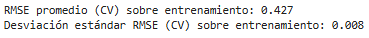 RMSE promedio (CV) sobre entrenamiento: 0.427
Desviación estándar RMSE (CV) sobre entrenamiento: 0.008